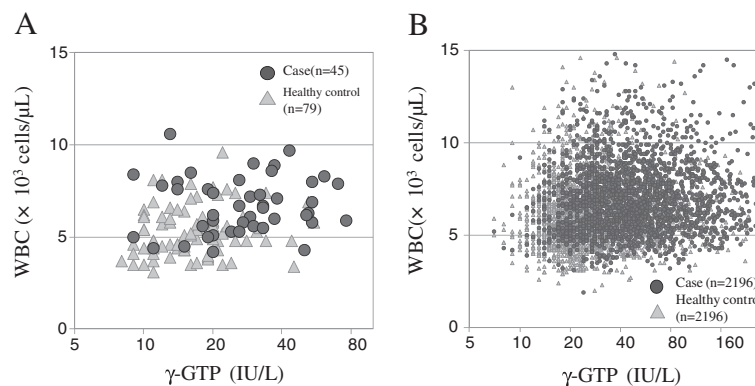 A
15
10
5
0
WBC (× 10³ cells/μL)
Case(n=45)
Healthy control
(n=79)
5
10
20
40
80
γ-GTP (IU/L)
B
15
10
5
0
WBC(× 10³ cells/μL)
Case (n=2196)
Healthy control
(n=2196)
5
10
20
40
80
160
γ-GTP (IU/L)